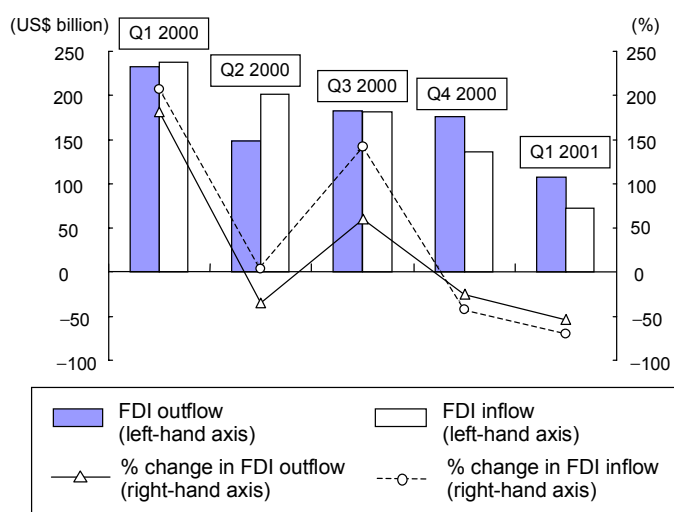 (US$ billion)
(%)
Q1 2000
Q2 2000
Q3 2000
Q4 2000
Q1 2001
250
200
150
100
50
0
−50
−100
250
200
150
100
50
0
−50
−100
FDI outflow
(left-hand axis)
FDI inflow
(left-hand axis)
% change in FDI outflow
(right-hand axis)
% change in FDI inflow
(right-hand axis)